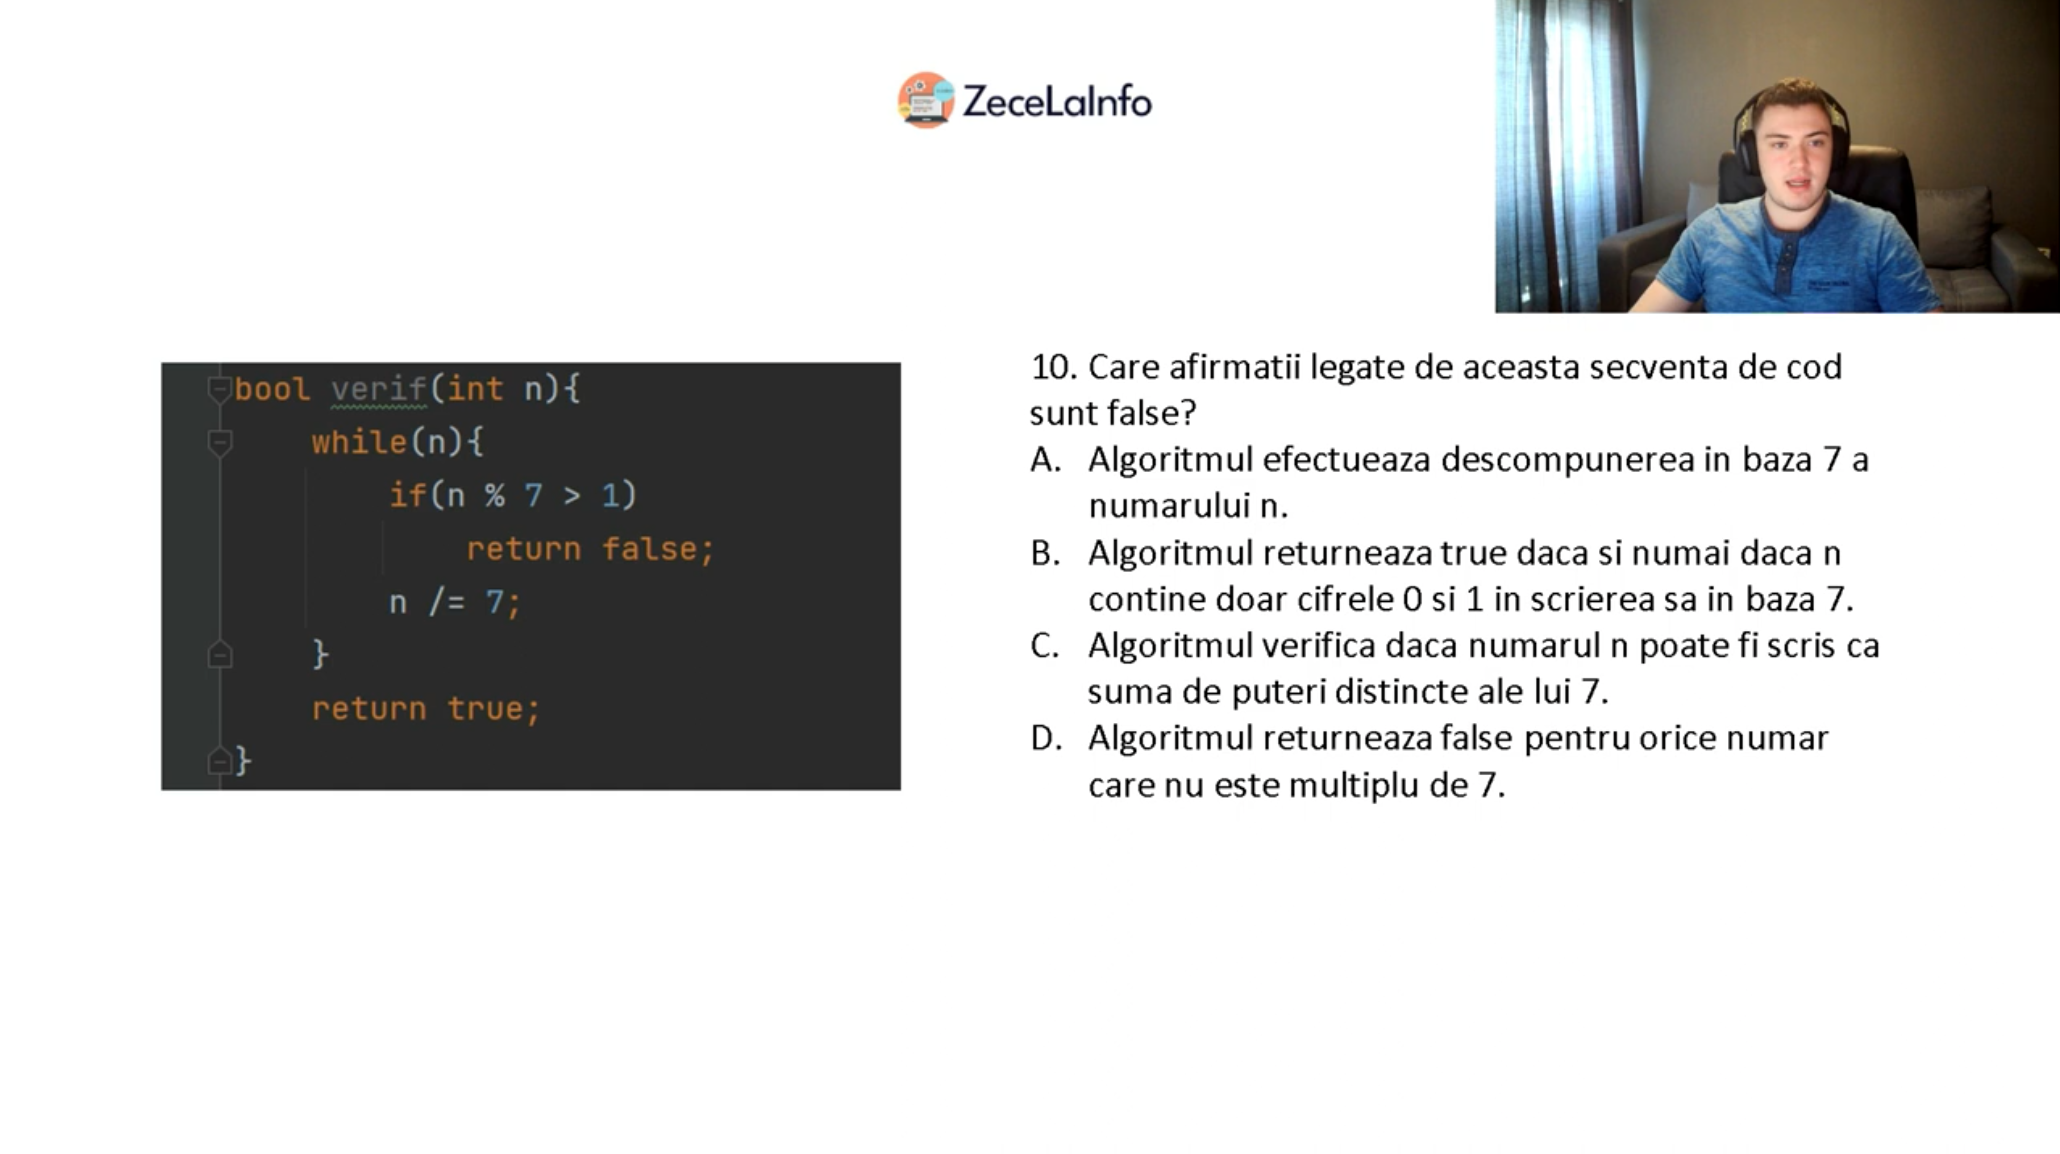 ZeceLaInfo
bool verif(int n){
while(n){
if(n % 7 > 1)
return false;
n /= 7;
}
return true;
}
10. Care afirmatii legate de aceasta secventa de cod
sunt false?
A. Algoritmul efectueaza descompunerea in baza 7 a
numarului n.
B. Algoritmul returneaza true daca si numai daca n
contine doar cifrele 0 si 1 in scrierea sa in baza 7.
C. Algoritmul verifica daca numarul n poate fi scris ca
suma de puteri distincte ale lui 7.
D. Algoritmul returneaza false pentru orice numar
care nu este multiplu de 7.